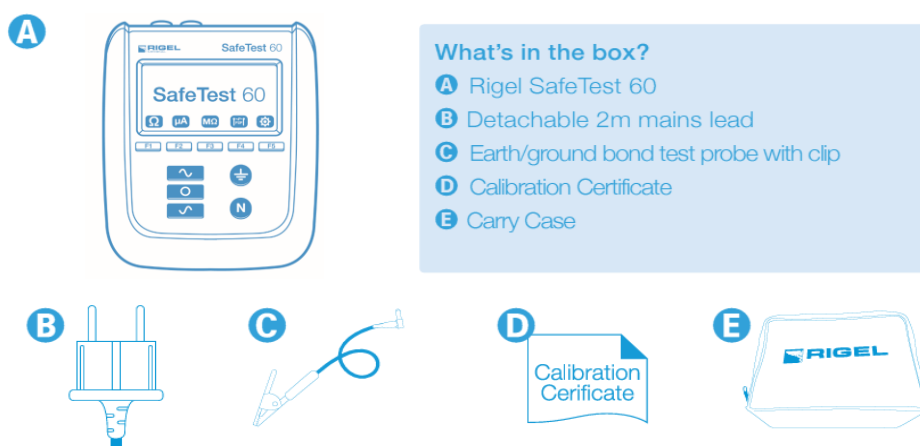 A
RIGEL SafeTest 60
SafeTest 60
Ω µA MΩ
F1 F2 F3 F4 F5
N
What's in the box?
A Rigel SafeTest 60
B Detachable 2m mains lead
C Earth/ground bond test probe with clip
D Calibration Certificate
E Carry Case
B
C
D
Calibration
Cerificate
E
RIGEL